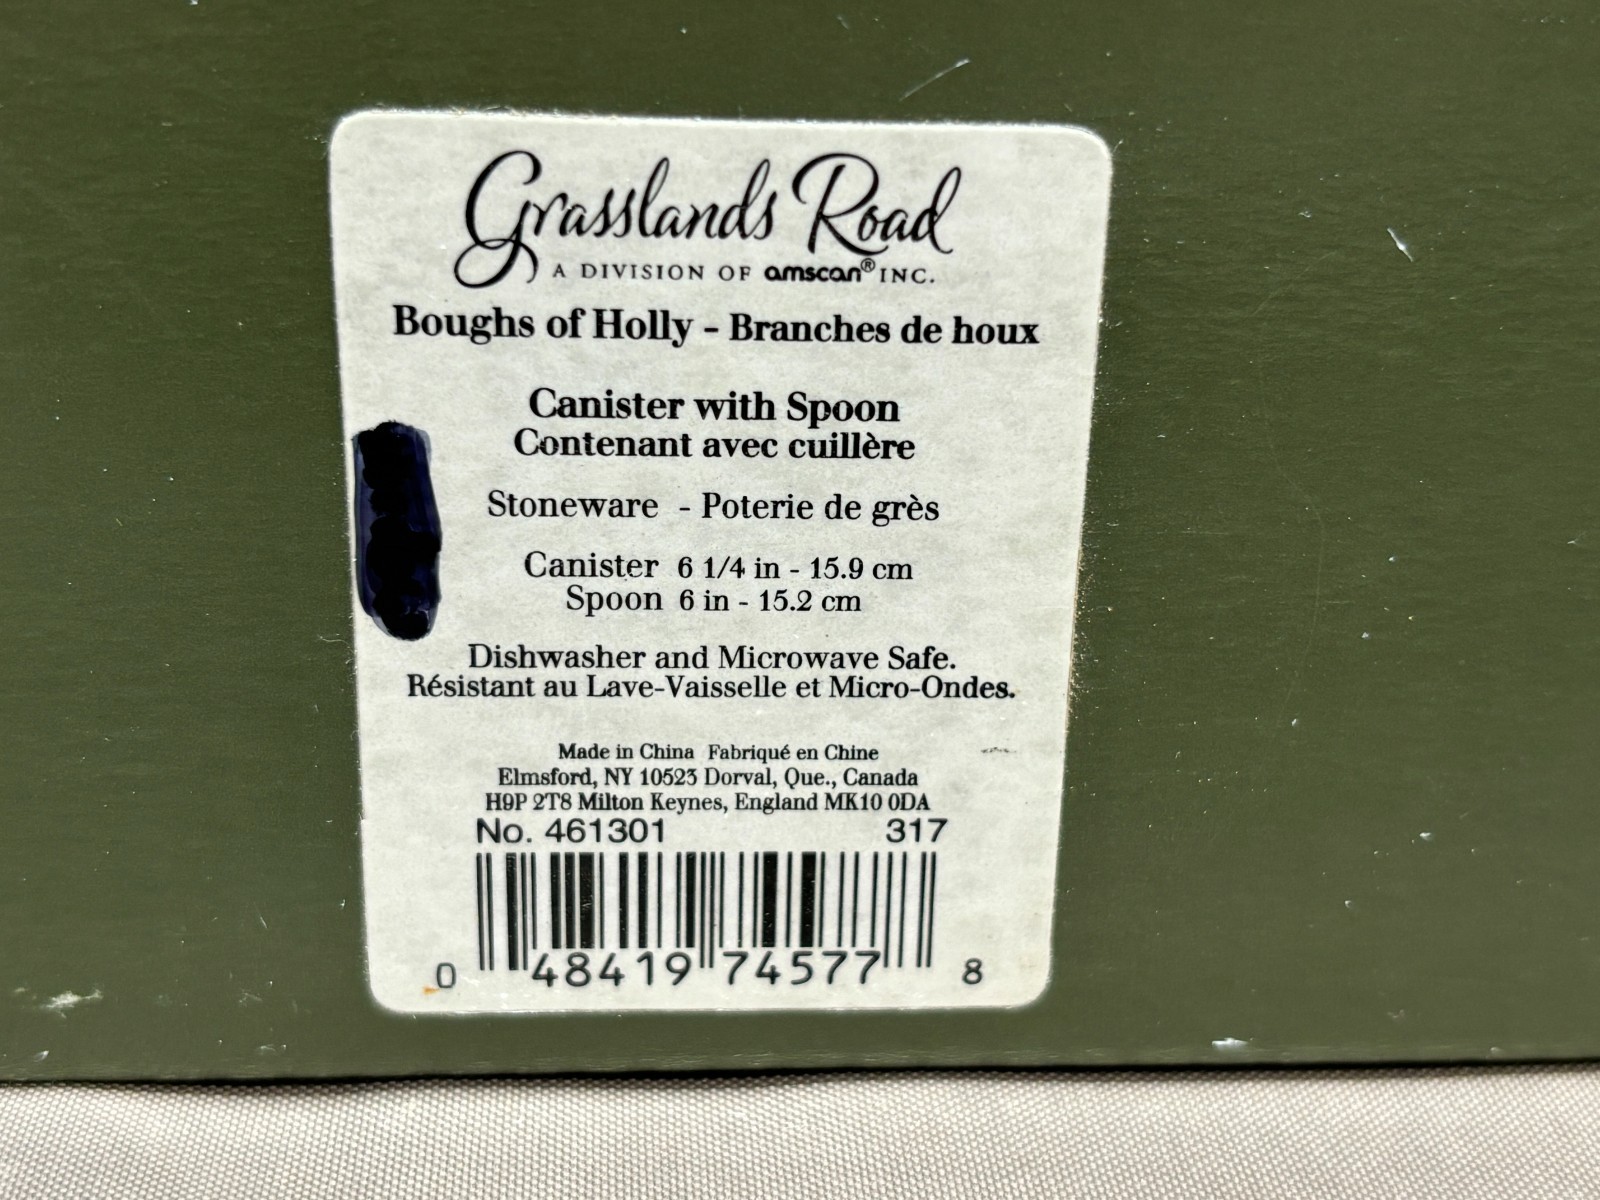 Grasslands Road
A DIVISION OF amscan® INC.
Boughs of Holly - Branches de houx
Canister with Spoon
Contenant avec cuillère
Stoneware - Poterie de grès
Canister 6 1/4 in - 15.9 cm
Spoon 6 in - 15.2 cm
Dishwasher and Microwave Safe.
Résistant au Lave-Vaisselle et Micro-Ondes.
Made in China Fabriqué en Chine
Elmsford, NY 10523 Dorval, Que., Canada
H9P 2T8 Milton Keynes, England MK10 0DA
No. 461301 317
0 48419 74577 8